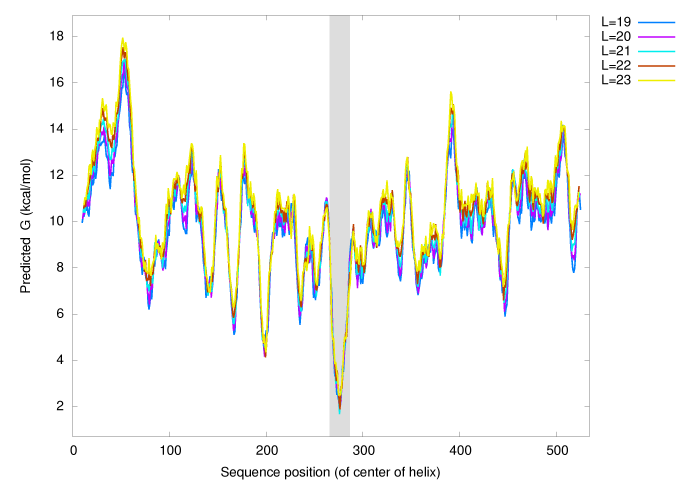 L=19
L=20
L=21
L=22
L=23
Predicted G (kcal/mol)
18
16
14
12
10
8
6
4
2
0 100 200 300 400 500
Sequence position (of center of helix)